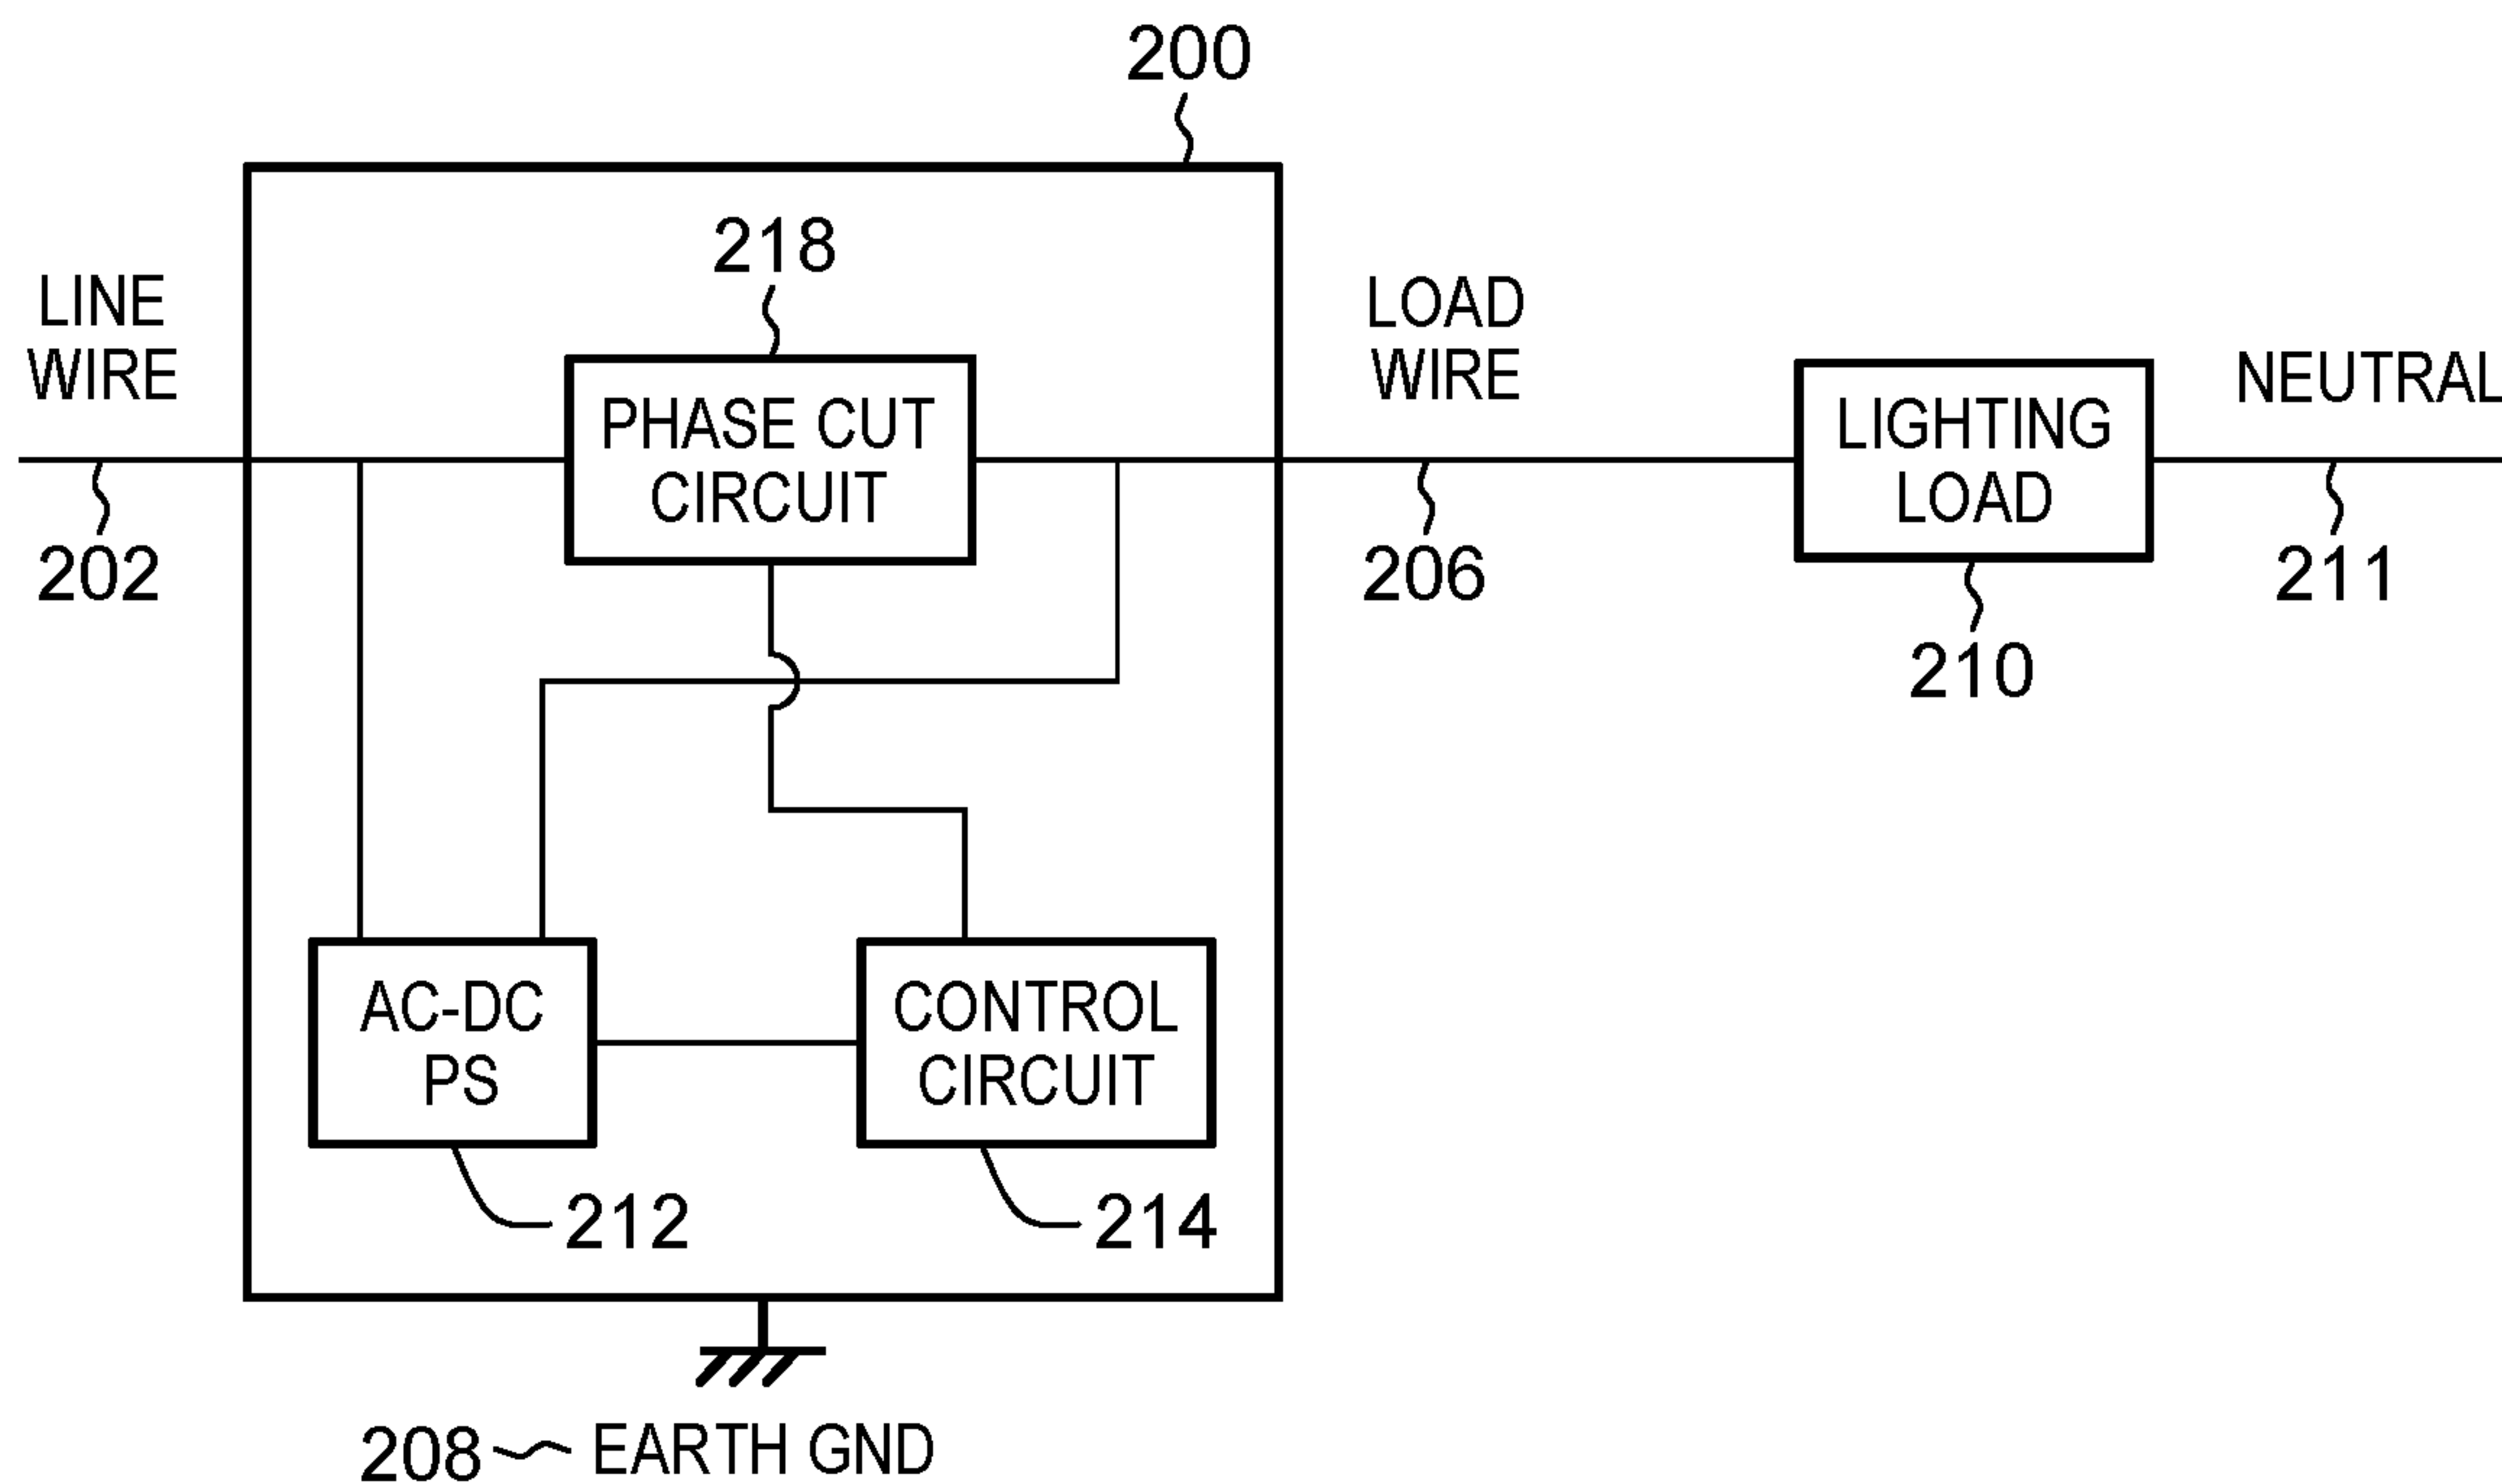 200
218
LINE
WIRE
LOAD
WIRE
NEUTRAL
PHASE CUT
CIRCUIT
LIGHTING
LOAD
202
206
211
210
AC-DC
PS
CONTROL
CIRCUIT
212
214
208 EARTH GND